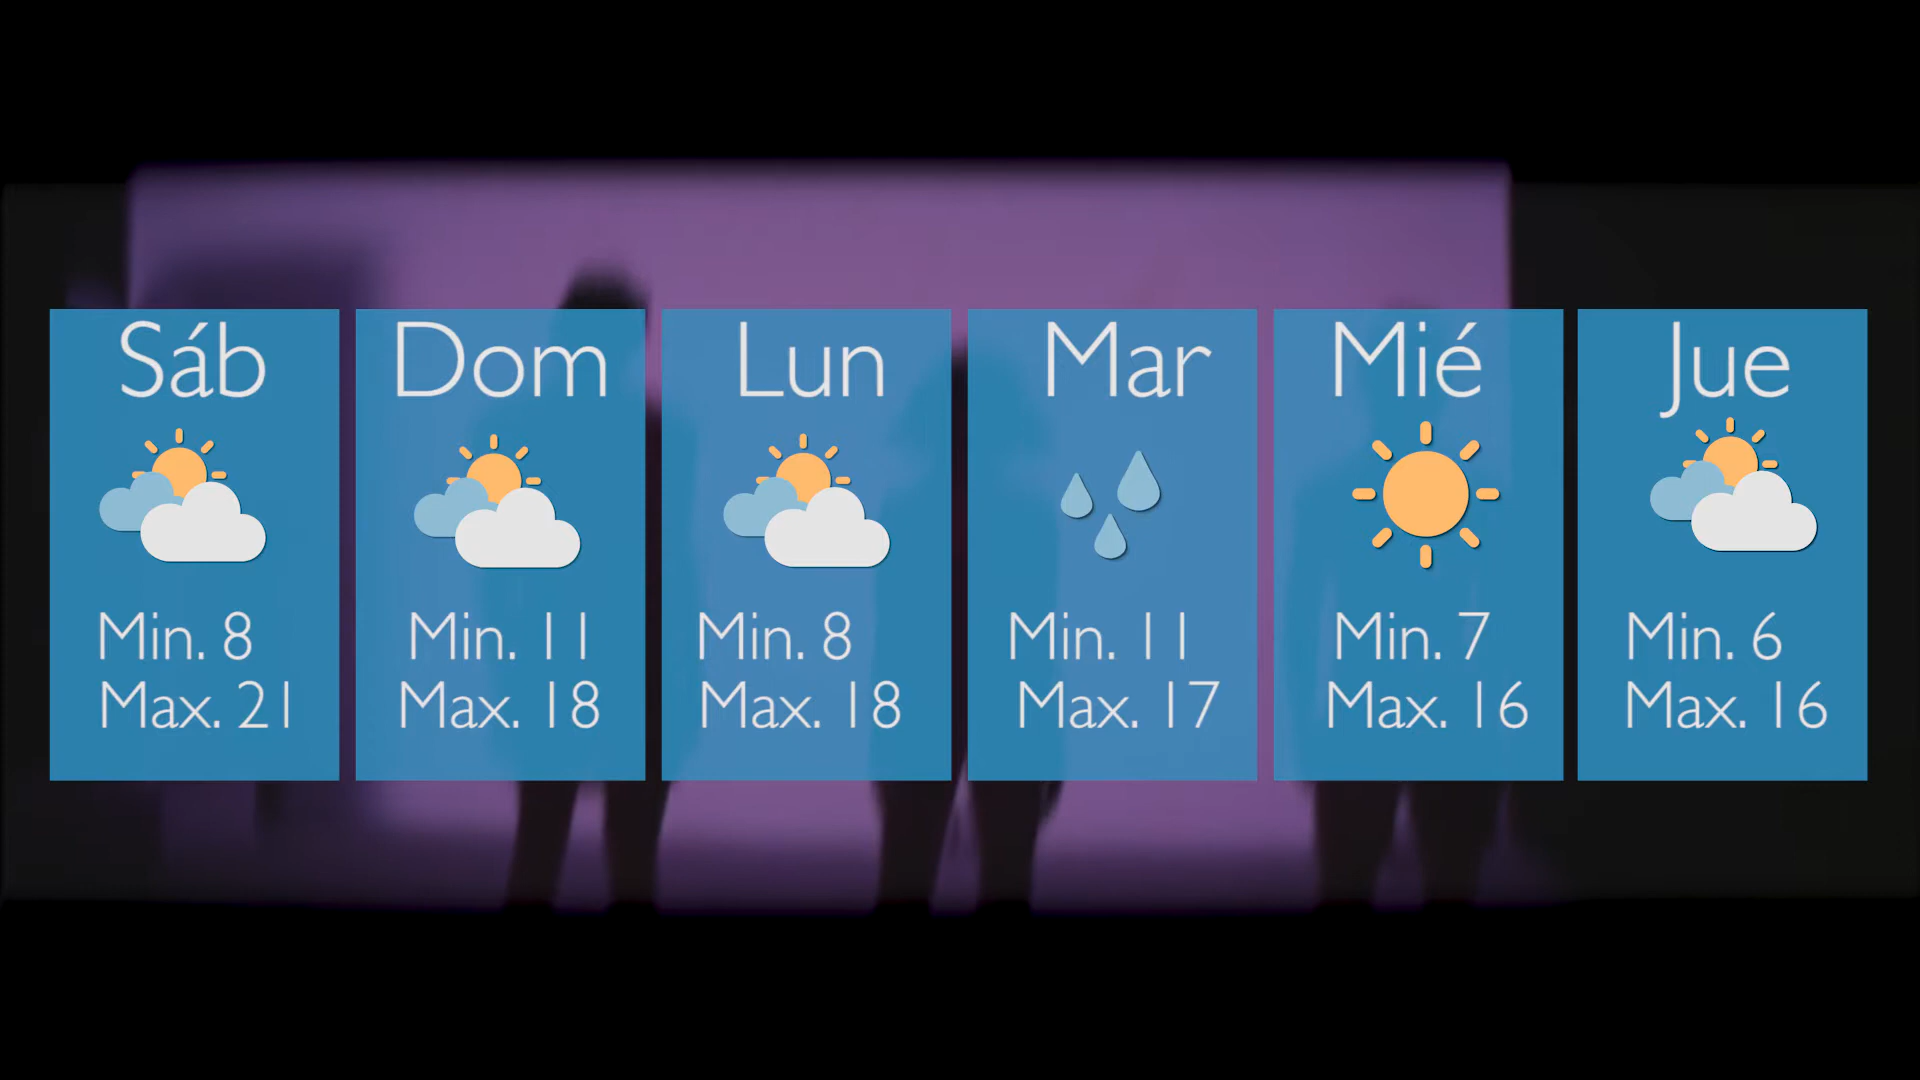 Sáb
Min. 8
Max. 21
Dom
Min. 11
Max. 18
Lun
Min. 8
Max. 18
Mar
Min. 11
Max. 17
Mié
Min. 7
Max. 16
Jue
Min. 6
Max. 16